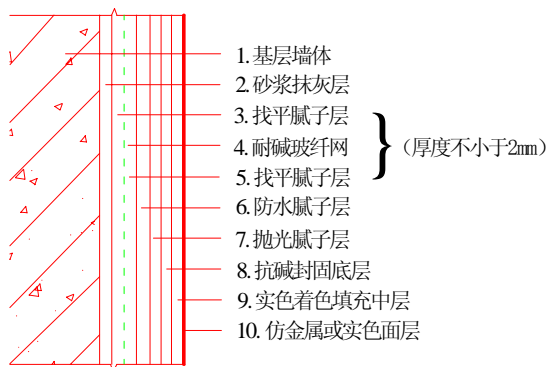 1. 基层墙体
2. 砂浆抹灰层
3. 找平腻子层
4. 耐碱玻纤网
(厚度不小于2mm)
5. 找平腻子层
6. 防水腻子层
7. 抛光腻子层
8. 抗碱封固底层
9. 实色着色填充中层
10. 仿金属或实色面层